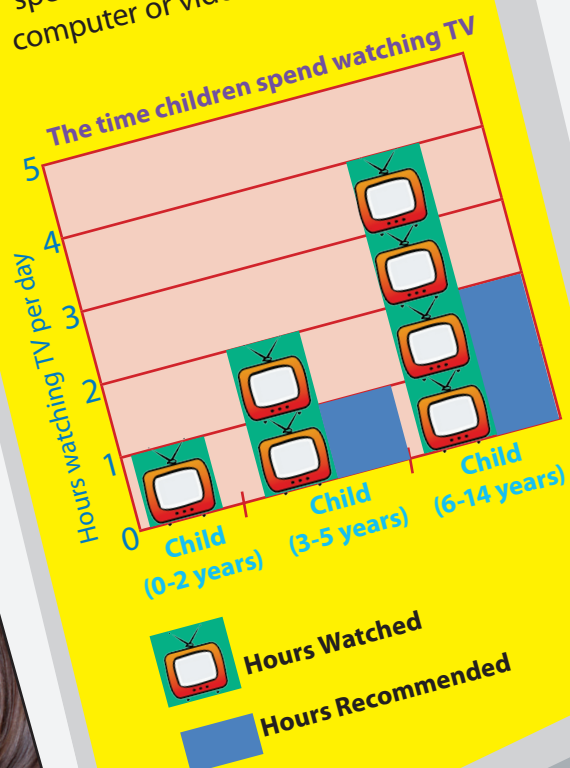 computer or
The time children spend watching TV
Hours watching TV per day
5
4
3
2
1
0
Child
(0-2 years)
Child
(3-5 years)
Child
(6-14 years)
Hours Watched
Hours Recommended